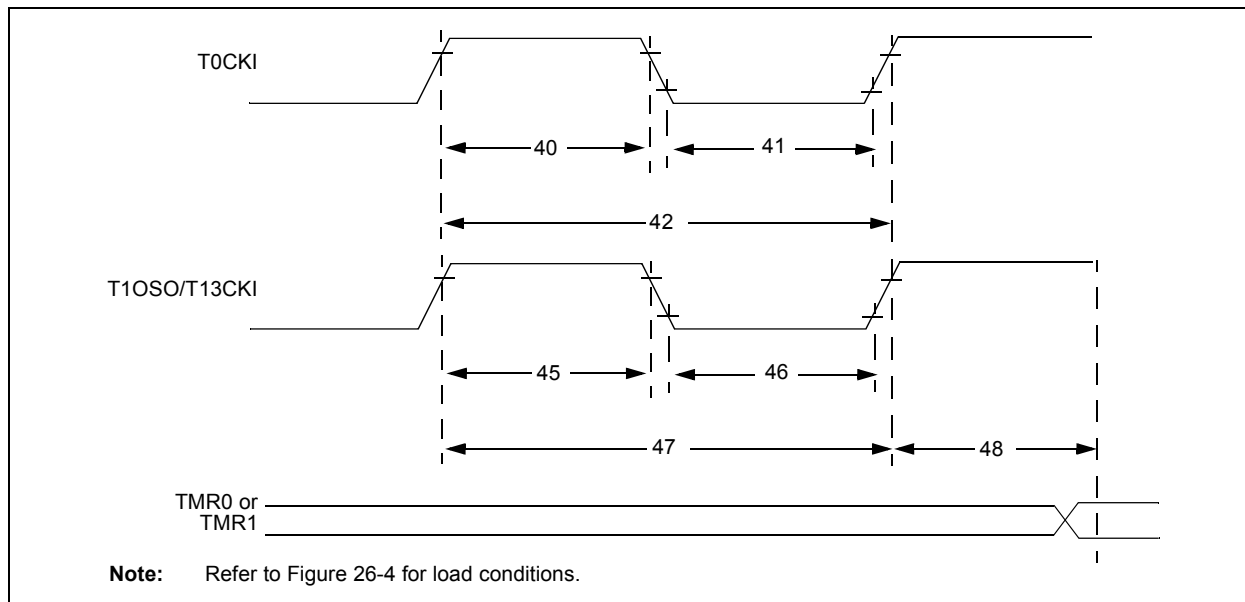 T0CKI
40
41
42
T1OSO/T13CKI
45
46
47
48
TMR0 or
TMR1
Note: Refer to Figure 26-4 for load conditions.